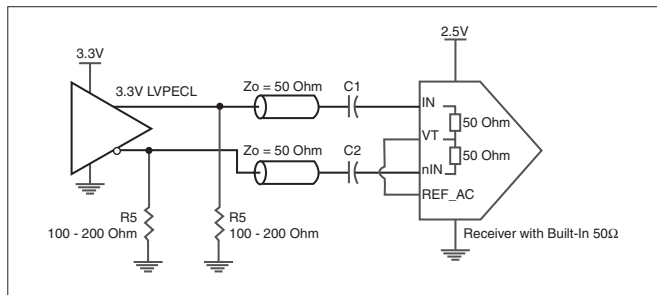 2.5V
3.3V
3.3V LVPECL
Zo = 50 Ohm
C1
IN
50 Ohm
VT
Zo = 50 Ohm
C2
50 Ohm
nIN
REF_AC
R5
100 - 200 Ohm
R5
100 - 200 Ohm
Receiver with Built-In 50Ω